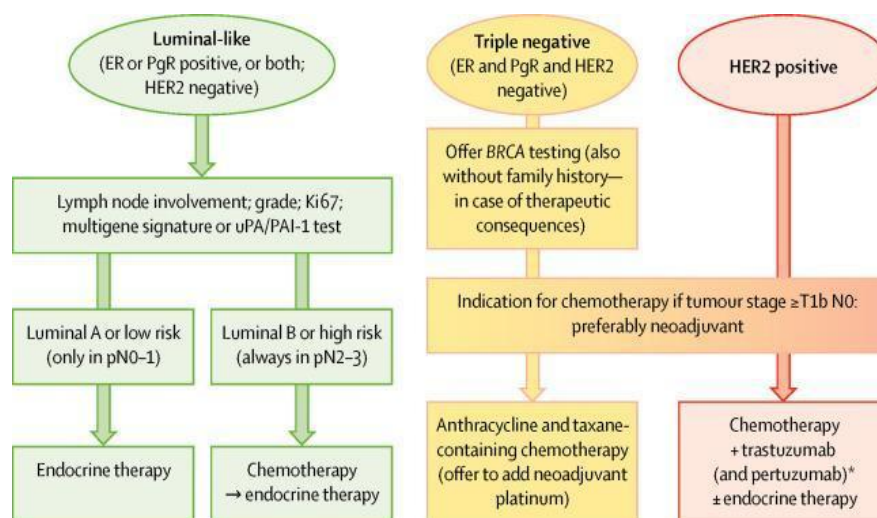 Luminal-like
(ER or PgR positive, or both;
HER2 negative)
Lymph node involvement; grade; Ki67;
multigene signature or uPA/PAI-1 test
Luminal A or low risk
(only in pN0–1)
Luminal B or high risk
(always in pN2–3)
Endocrine therapy
Chemotherapy
→ endocrine therapy
Triple negative
(ER and PgR and HER2
negative)
Offer BRCA testing (also
without family history—
in case of therapeutic
consequences)
HER2 positive
Indication for chemotherapy if tumour stage ≥T1b N0:
preferably neoadjuvant
Anthracycline and taxane-
containing chemotherapy
(offer to add neoadjuvant
platinum)
Chemotherapy
+ trastuzumab
(and pertuzumab)*
± endocrine therapy